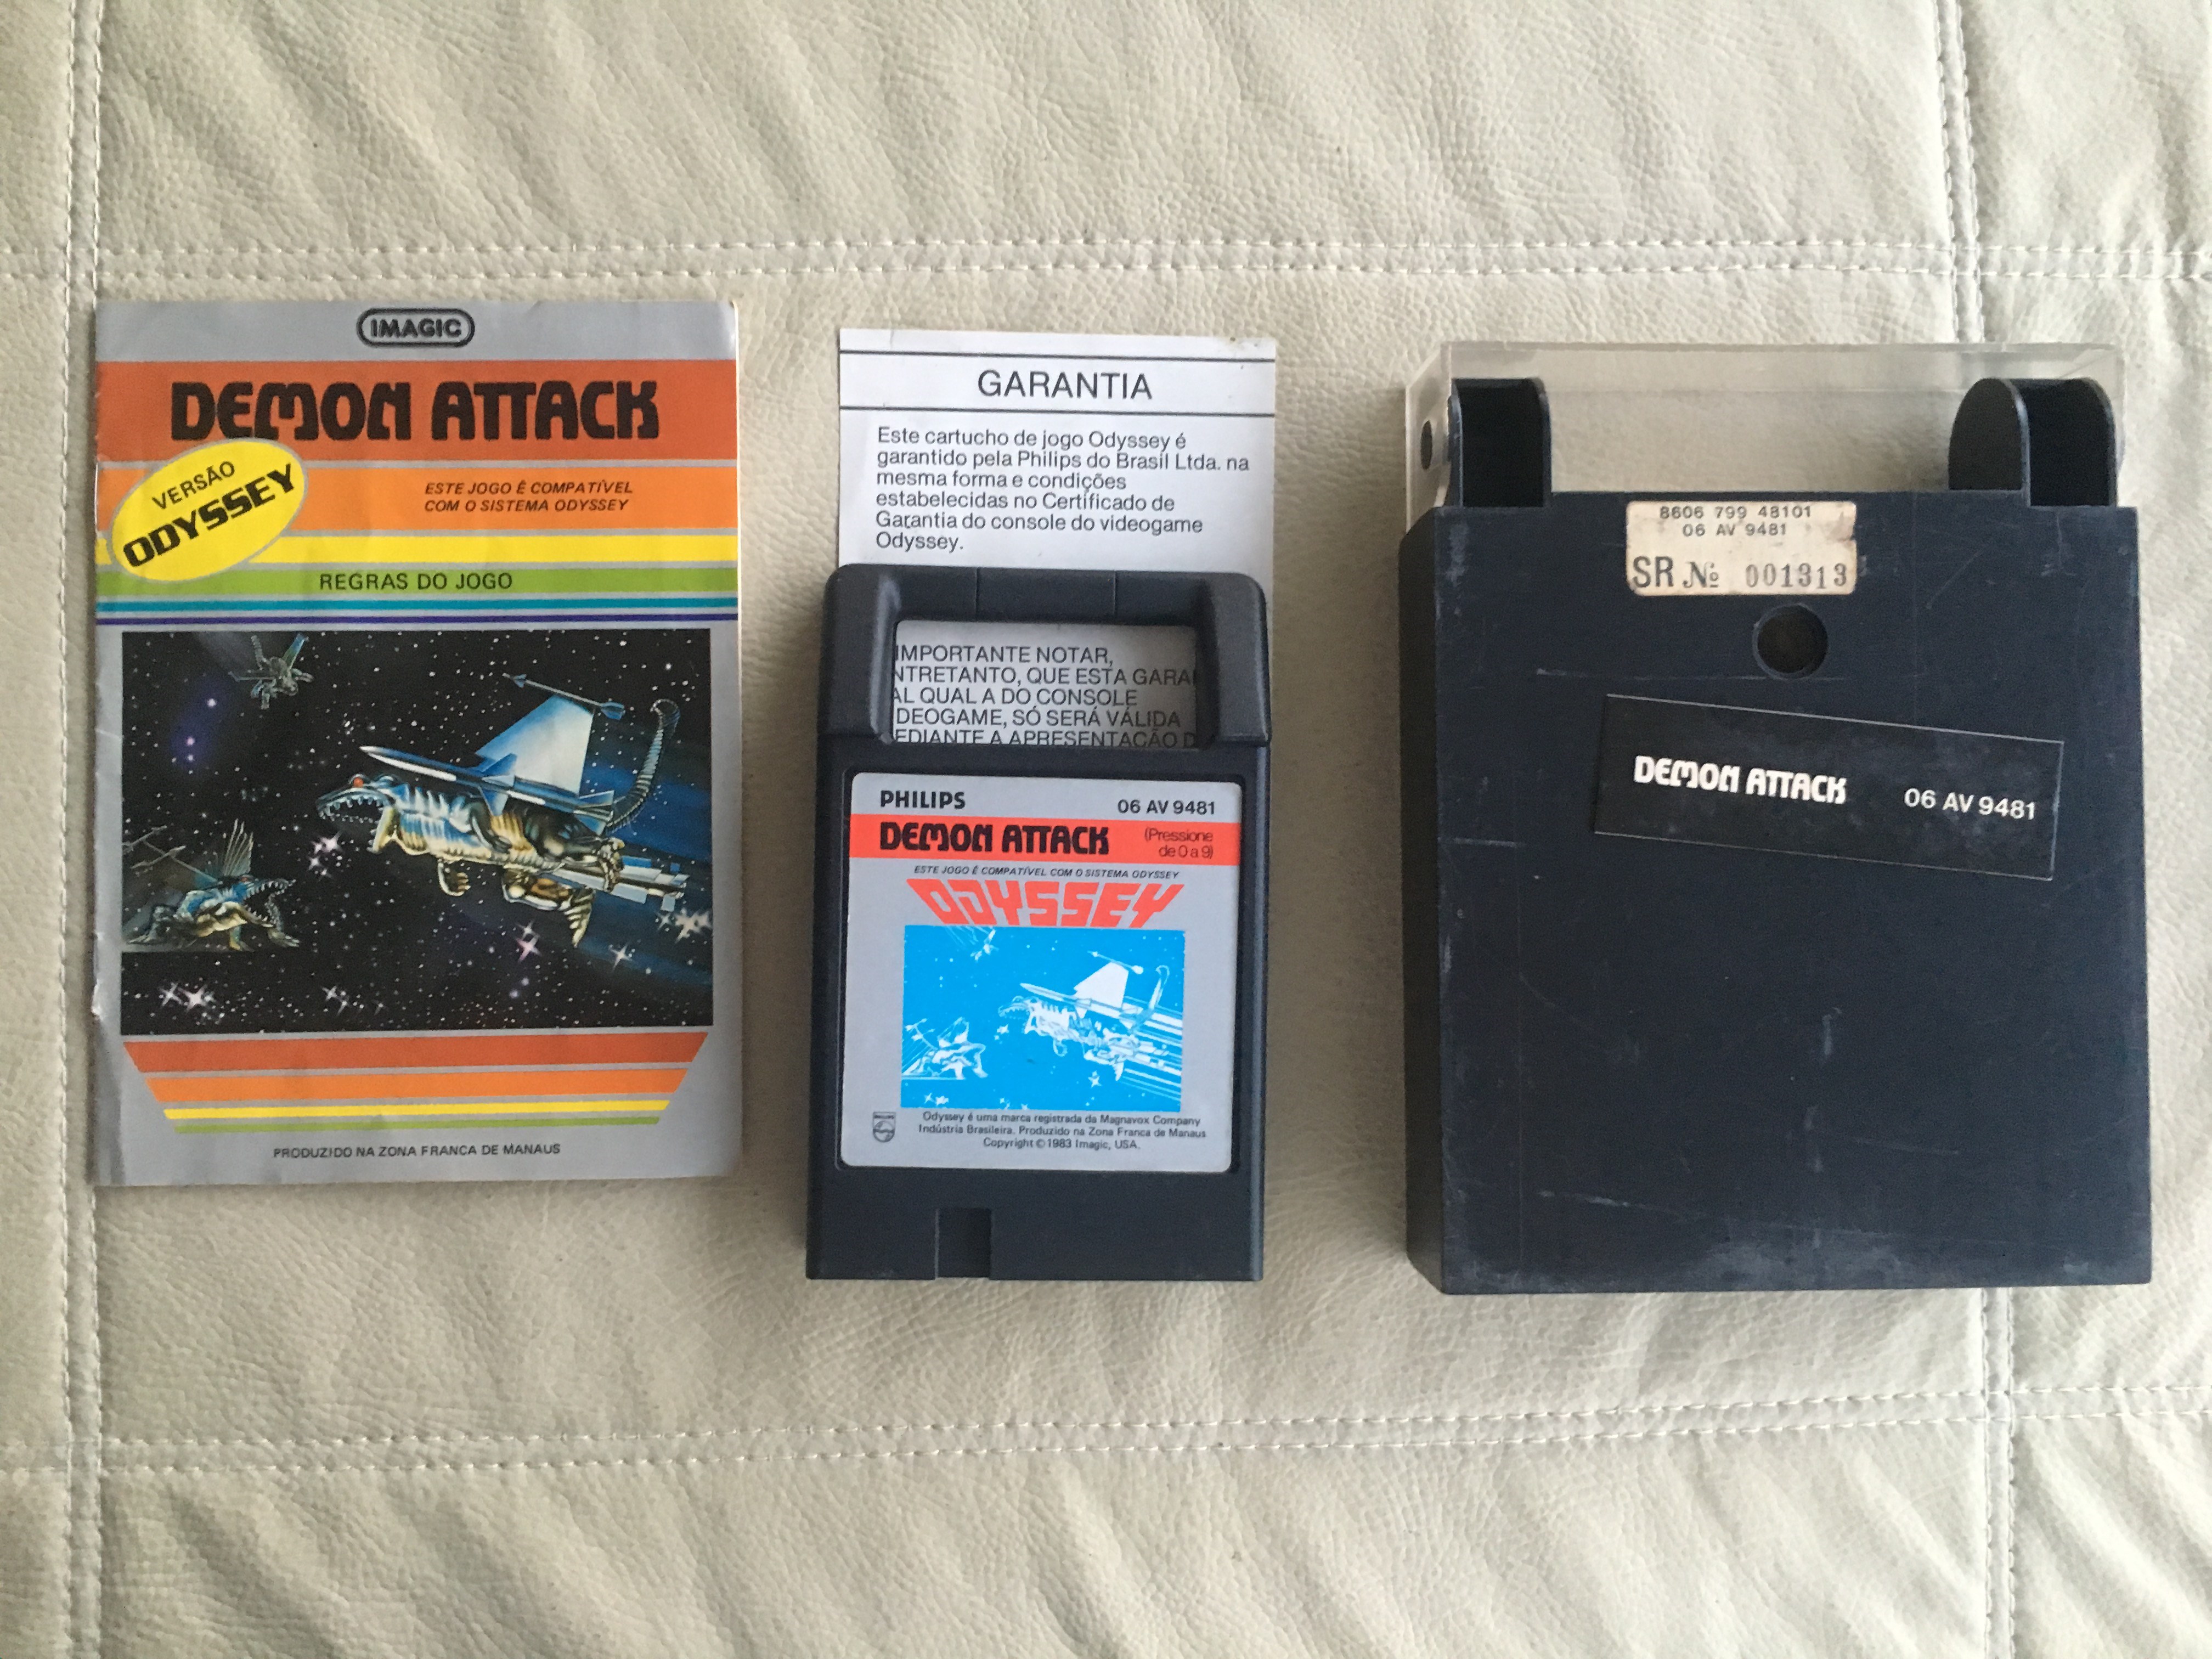 IMAGIC
DEMON ATTACK
VERSÃO
ODYSSEY
ESTE JOGO É COMPATÍVEL
COM O SISTEMA ODYSSEY
REGRAS DO JOGO
PRODUZIDO NA ZONA FRANCA DE MANAUS
GARANTIA
Este cartucho de jogo Odyssey é
garantido pela Philips do Brasil Ltda. na
mesma forma e condições
estabelecidas no Certificado de
Garantia do console do videogame
Odyssey.
IMPORTANTE NOTAR,
NTRETANTO, QUE ESTA GARA
AL QUAL A DO CONSOLE
DEOGAME, SÓ SERÁ VÁLIDA
EDIANTE A APRESENTAÇÃO D
PHILIPS
06 AV 9481
DEMON ATTACK
(Pressione
de 0 a 9)
ESTE JOGO É COMPATÍVEL COM O SISTEMA ODYSSEY
ODYSSEY
PHILIPS
Odyssey é uma marca registrada da Magnavox Company
Indústria Brasileira. Produzido na Zona Franca de Manaus
Copyright © 1983 Imagic, USA.
8606 799 48101
06 AV 9481
SR № 001313
DEMON ATTACK 06 AV 9481